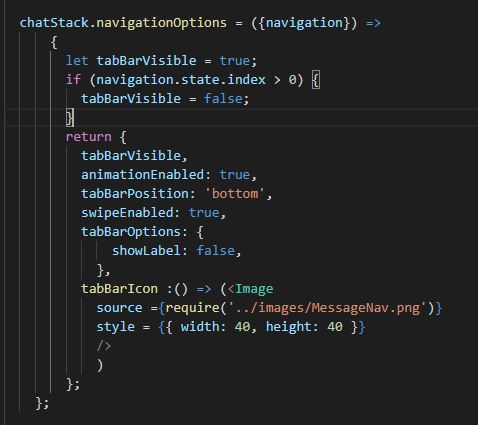 chatStack.navigationOptions = ({navigation}) =>
{
let tabBarVisible = true;
if (navigation.state.index > 0) {
tabBarVisible = false;
}
return {
tabBarVisible,
animationEnabled: true,
tabBarPosition: 'bottom',
swipeEnabled: true,
tabBarOptions: {
showLabel: false,
},
tabBarIcon :() => (<Image
source ={require('../images/MessageNav.png')}
style = {{ width: 40, height: 40 }}
/>
)
};
};